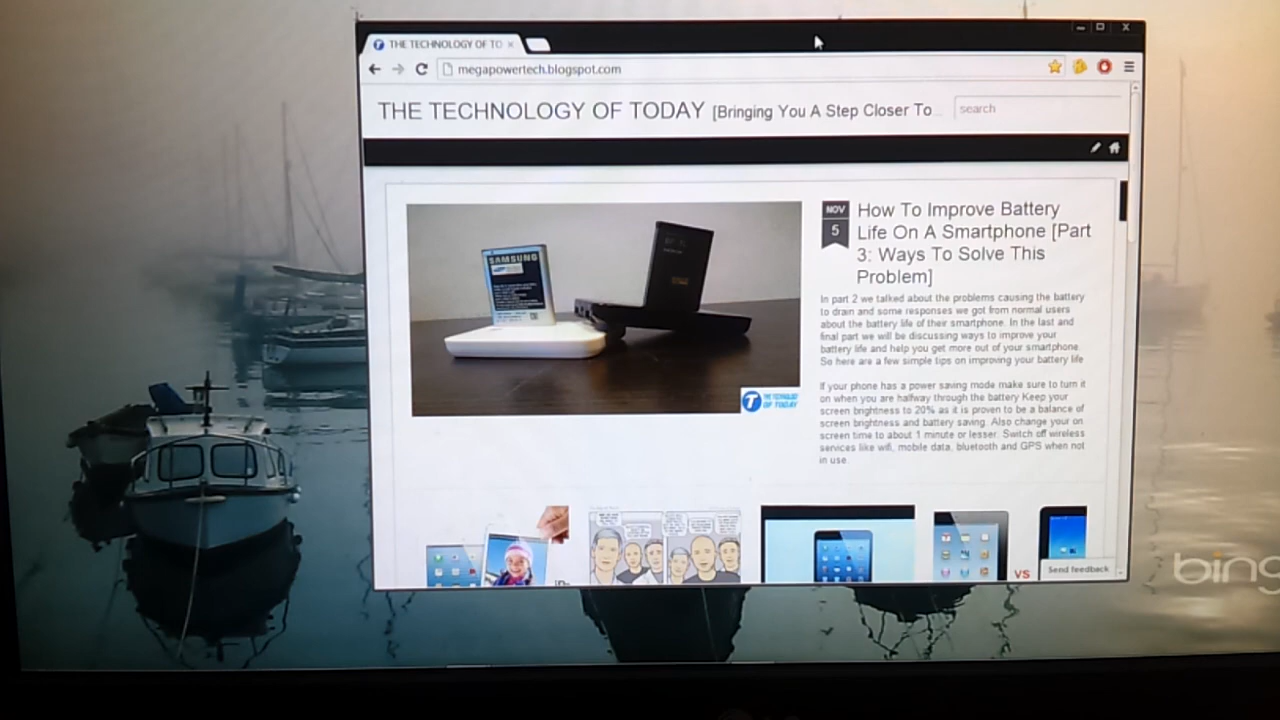 THE TECHNOLOGY OF TO
megapowertech.blogspot.com
THE TECHNOLOGY OF TODAY [Bringing You A Step Closer To...
search
NOV
5
How To Improve Battery
Life On A Smartphone [Part
3: Ways To Solve This
Problem]
In part 2 we talked about the problems causing the battery
to drain and some responses we got from normal users
about the battery life of their smartphone. In the last and
final part we will be discussing ways to improve your
battery life and help you get more out of your smartphone.
So here are a few simple tips on improving your battery life
If your phone has a power saving mode make sure to turn it
on when you are halfway through the battery Keep your
screen brightness to 20% as it is proven to be a balance of
screen brightness and battery saving. Also change your on
screen time to about 1 minute or lesser. Switch off wireless
services like wifi, mobile data, bluetooth and GPS when not
in use.
SAMSUNG
THE TECHNOLOGY
OF TODAY
VS
Send feedback
bing